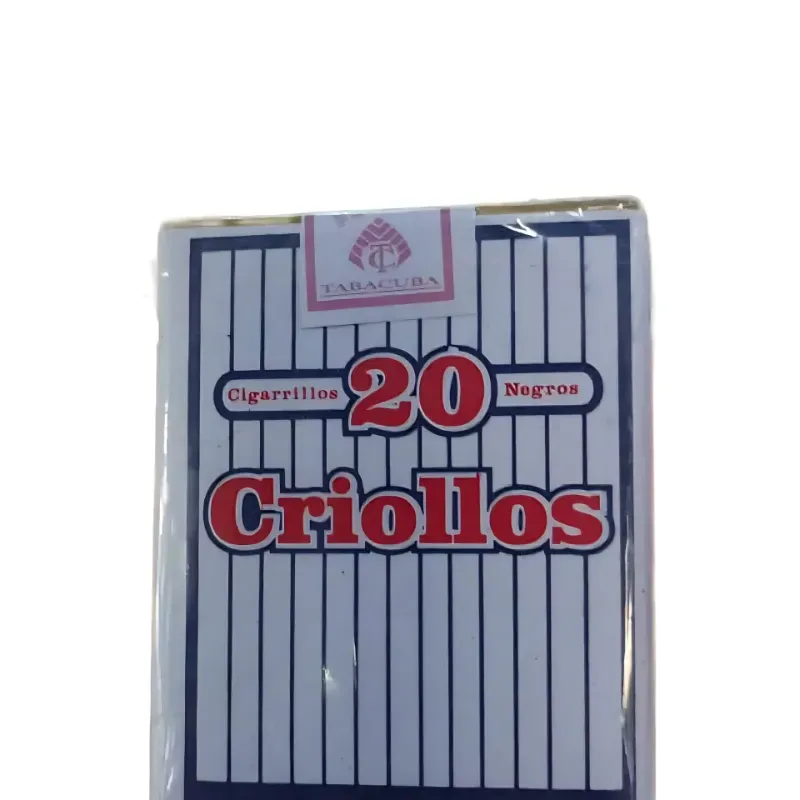 TC
TABACUBA
Cigarrillos 20 Negros
Criollos